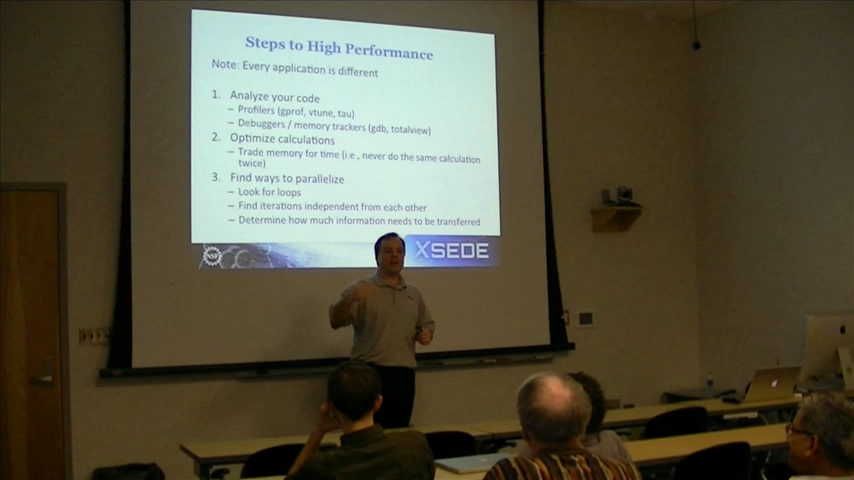 Steps to High Performance
Note: Every application is different
1. Analyze your code
– Profilers (gprof, vtune, tau)
– Debuggers / memory trackers (gdb, totalview)
2. Optimize calculations
– Trade memory for time (i.e., never do the same calculation
twice)
3. Find ways to parallelize
– Look for loops
– Find iterations independent from each other
– Determine how much information needs to be transferred
NSF
XSEDE